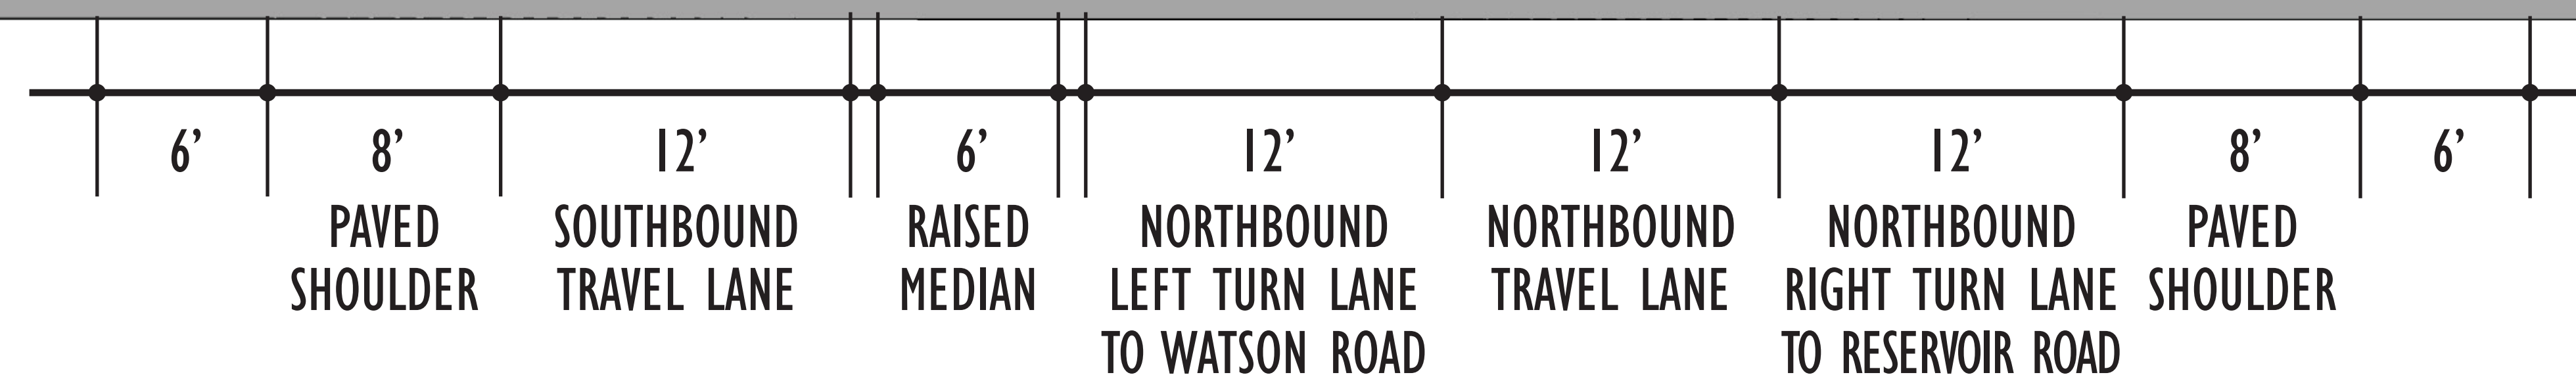 6’ 8’ 12’ 6’ 12’ 12’ 12’ 8’ 6’
PAVED SOUTHBOUND RAISED NORTHBOUND NORTHBOUND NORTHBOUND PAVED
SHOULDER TRAVEL LANE MEDIAN LEFT TURN LANE TRAVEL LANE RIGHT TURN LANE SHOULDER
TO WATSON ROAD TO RESERVOIR ROAD